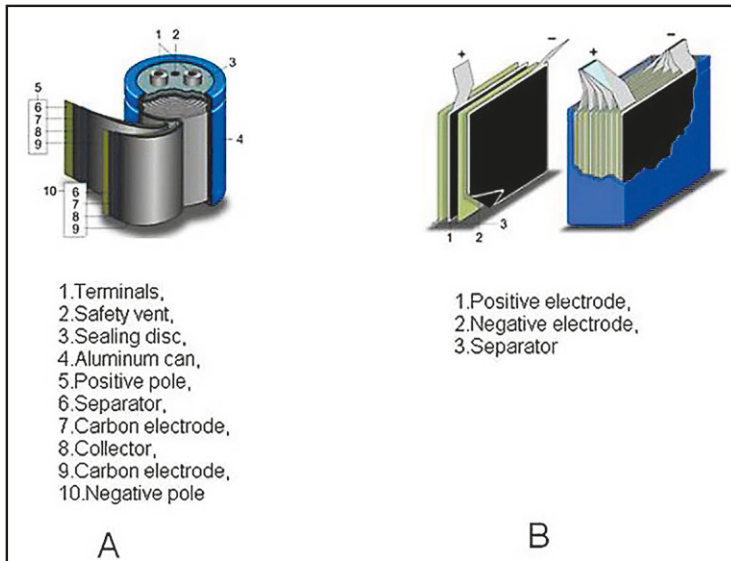 1 2
3
5
6
7
8
9
4
10
6
7
8
9
+
–
+
–
1 2 3
1.Terminals,
2.Safety vent,
3.Sealing disc,
4.Aluminum can,
5.Positive pole,
6.Separator,
7.Carbon electrode,
8.Collector,
9.Carbon electrode,
10.Negative pole
A
1.Positive electrode,
2.Negative electrode,
3.Separator
B